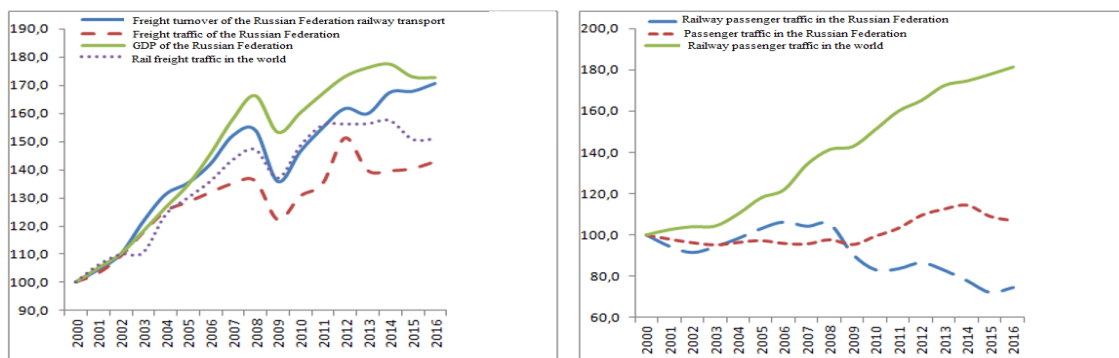 Freight turnover of the Russian Federation railway transport
Freight traffic of the Russian Federation
GDP of the Russian Federation
Rail freight traffic in the world
190,0
180,0
170,0
160,0
150,0
140,0
130,0
120,0
110,0
100,0
90,0
2000 2001 2002 2003 2004 2005 2006 2007 2008 2009 2010 2011 2012 2013 2014 2015 2016
Railway passenger traffic in the Russian Federation
Passenger traffic in the Russian Federation
Railway passenger traffic in the world
200,0
180,0
160,0
140,0
120,0
100,0
80,0
60,0
2000 2001 2002 2003 2004 2005 2006 2007 2008 2009 2010 2011 2012 2013 2014 2015 2016